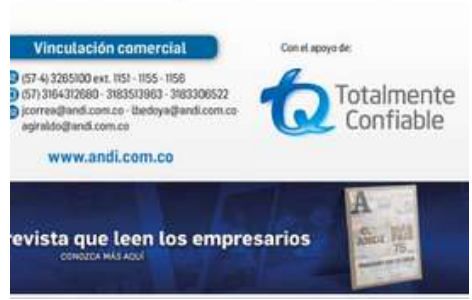 Vinculación comercial
Con el apoyo de:
(57-4) 3265100 ext. 1151 - 1155 - 1156
(57) 3164312680 - 3183513963 - 3183306522
jcorrea@andi.com.co - lbedoya@andi.com.co
agiraldo@andi.com.co
TQ Totalmente
Confiable
www.andi.com.co
revista que leen los empresarios
CONOZCA MÁS AQUÍ
A
75